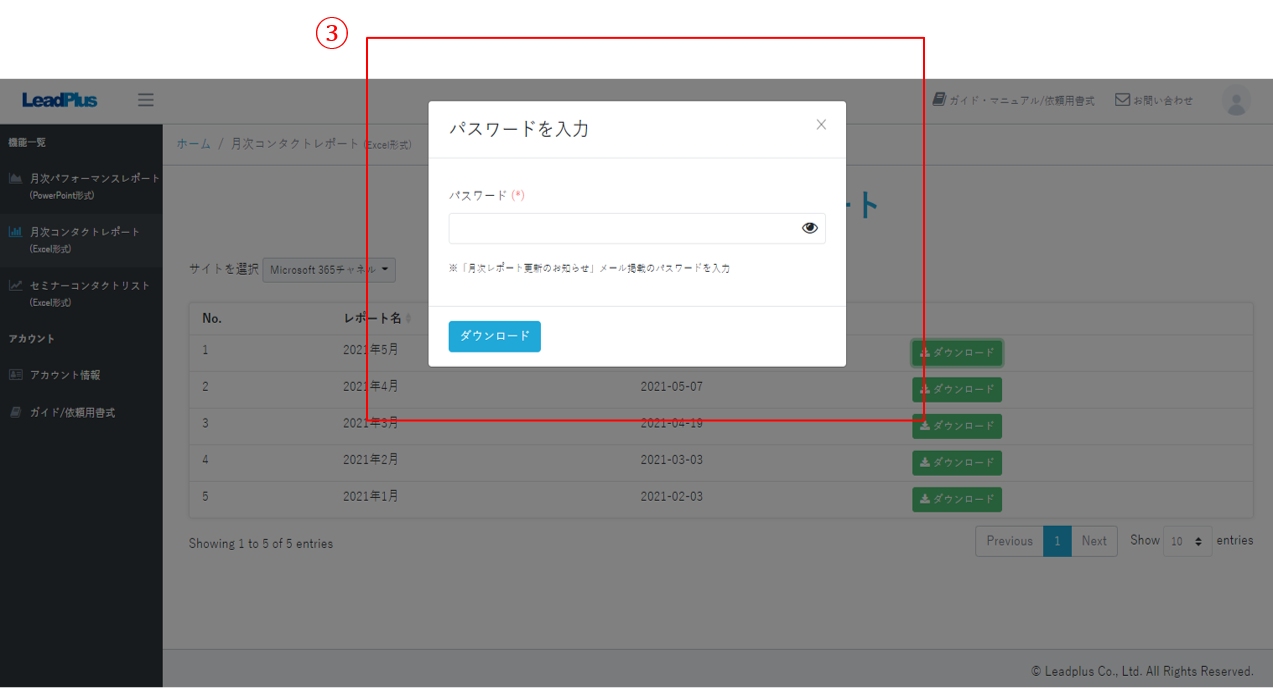 ③
LeadPlus
ガイド・マニュアル/依頼用書式
お問い合わせ
機能一覧
月次パフォーマンスレポート
(PowerPoint形式)
月次コンタクトレポート
(Excel形式)
セミナーコンタクトリスト
(Excel形式)
アカウント
アカウント情報
ガイド/依頼用書式
ホーム / 月次コンタクトレポート (Excel形式)
ート
パスワードを入力
×
パスワード (*)
※「月次レポート更新のお知らせ」メール掲載のパスワードを入力
ダウンロード
サイトを選択 Microsoft 365チャネル
No. レポート名
1 2021年5月 ダウンロード
2 2021年4月 2021-05-07 ダウンロード
3 2021年3月 2021-04-19 ダウンロード
4 2021年2月 2021-03-03 ダウンロード
5 2021年1月 2021-02-03 ダウンロード
Showing 1 to 5 of 5 entries
Previous 1 Next Show 10 entries
© Leadplus Co., Ltd. All Rights Reserved.